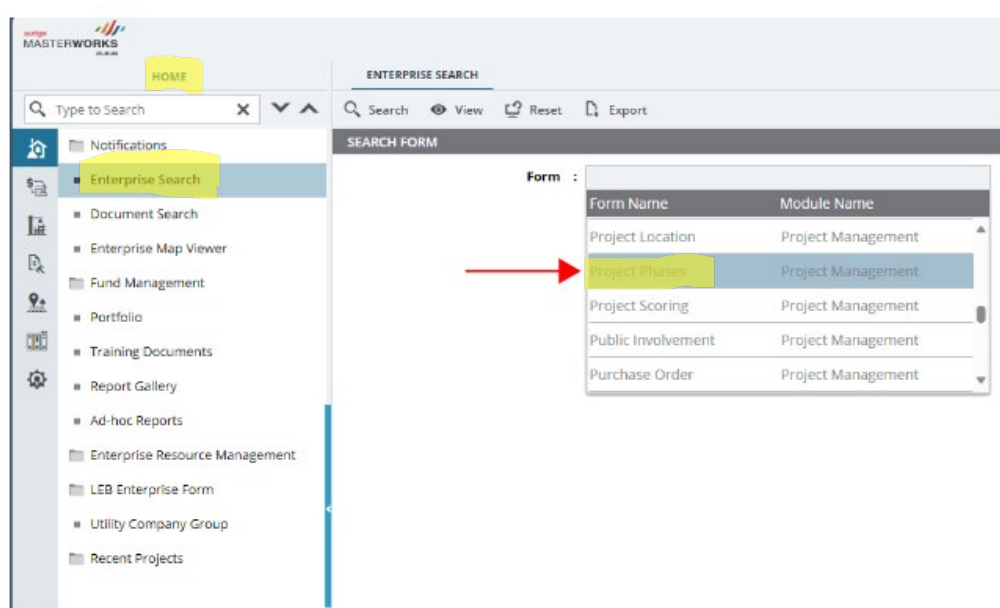 aurigo
MASTERWORKS
HOME
ENTERPRISE SEARCH
Type to Search
Search View Reset Export
Notifications
SEARCH FORM
Enterprise Search
Form :
Form Name Module Name
Document Search
Project Location Project Management
Enterprise Map Viewer
Project Phases Project Management
Fund Management
Project Scoring Project Management
Portfolio
Public Involvement Project Management
Training Documents
Purchase Order Project Management
Report Gallery
Ad-hoc Reports
Enterprise Resource Management
LEB Enterprise Form
Utility Company Group
Recent Projects